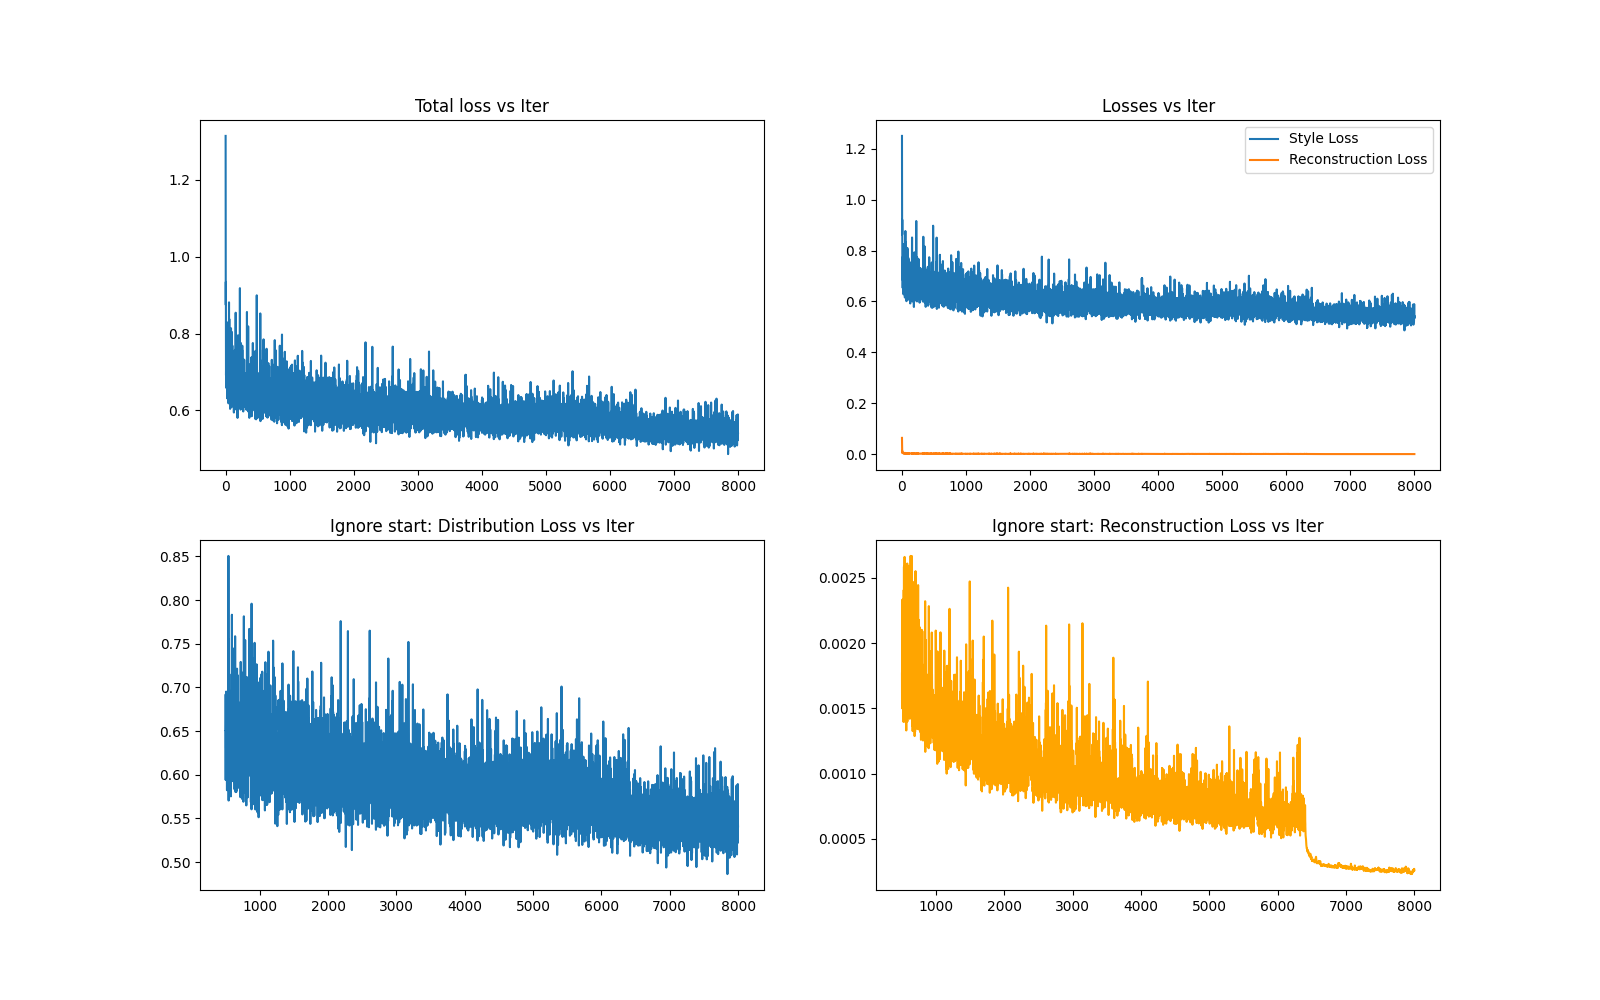 Total loss vs Iter
1.2
1.0
0.8
0.6
0 1000 2000 3000 4000 5000 6000 7000 8000
Losses vs Iter
Style Loss
Reconstruction Loss
1.2
1.0
0.8
0.6
0.4
0.2
0.0
0 1000 2000 3000 4000 5000 6000 7000 8000
Ignore start: Distribution Loss vs Iter
0.85
0.80
0.75
0.70
0.65
0.60
0.55
0.50
1000 2000 3000 4000 5000 6000 7000 8000
Ignore start: Reconstruction Loss vs Iter
0.0025
0.0020
0.0015
0.0010
0.0005
1000 2000 3000 4000 5000 6000 7000 8000